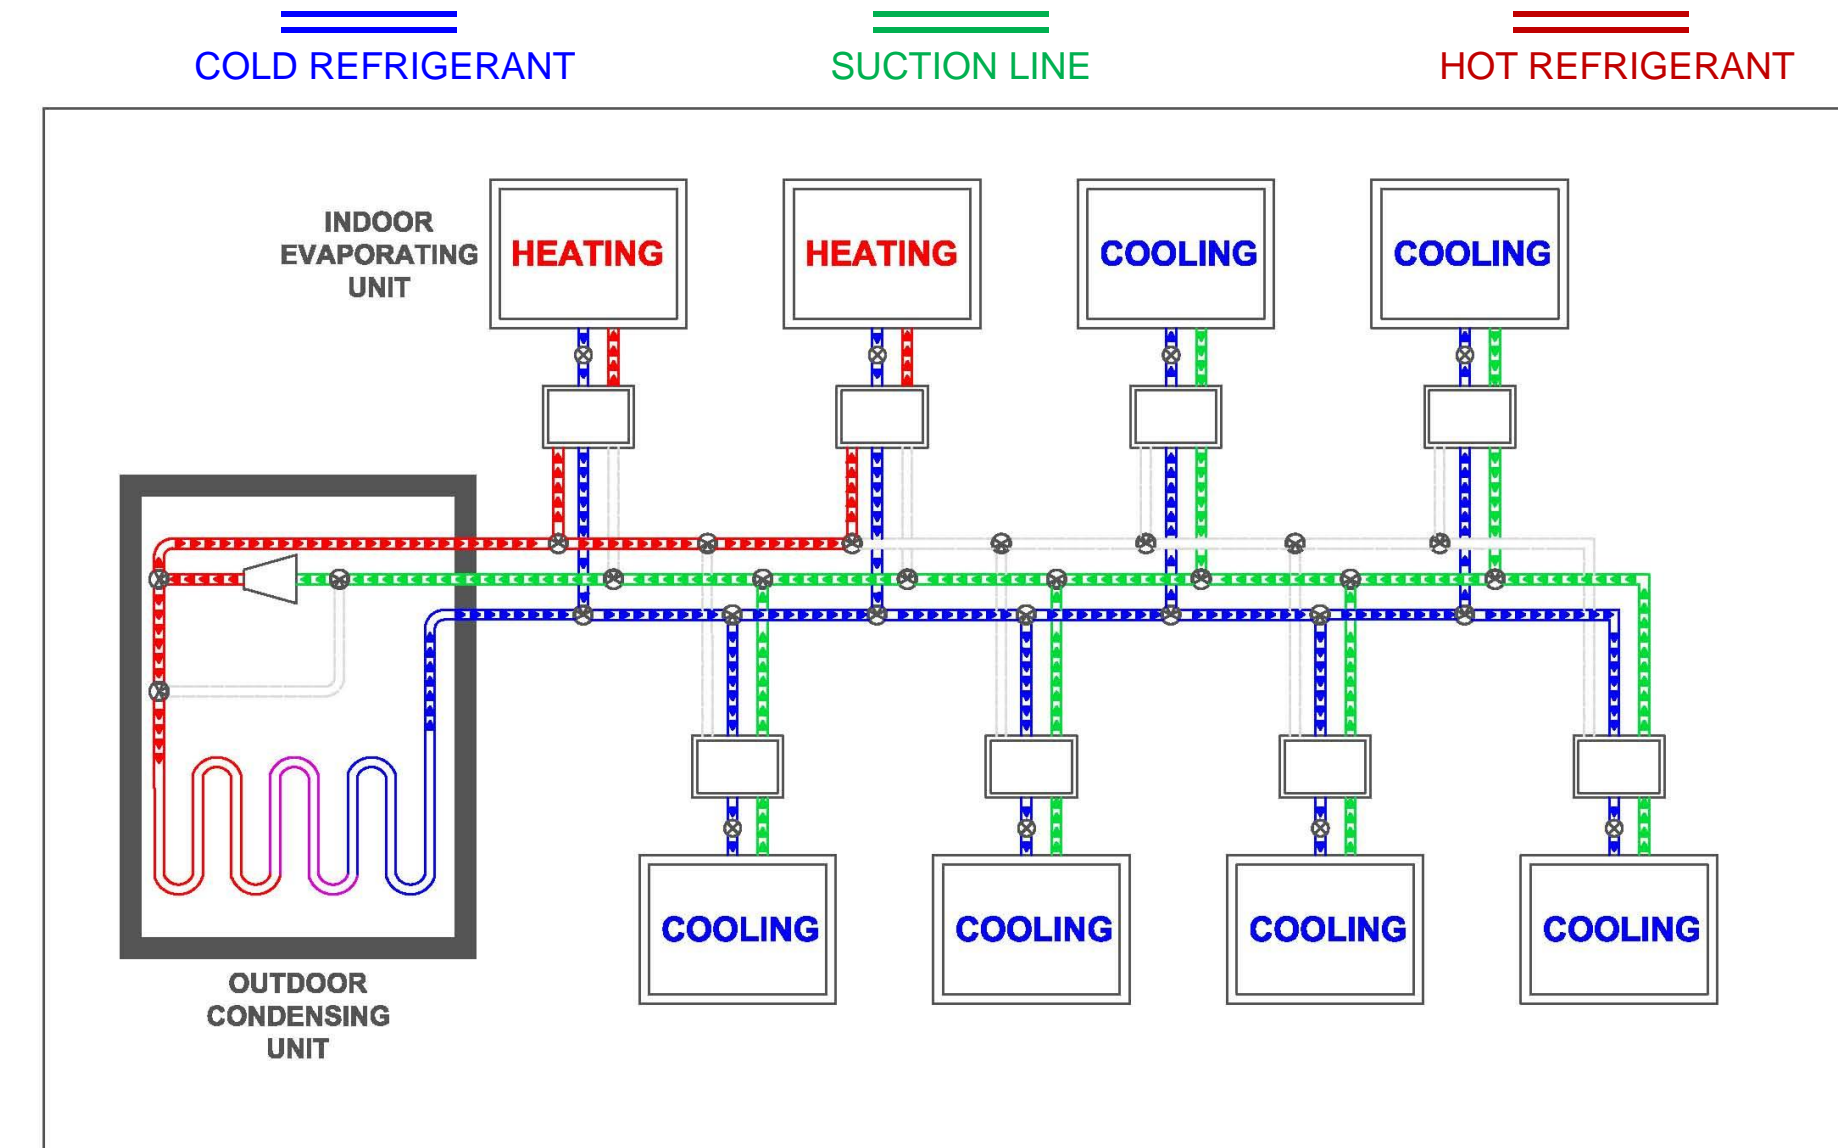 COLD REFRIGERANT
SUCTION LINE
HOT REFRIGERANT
INDOOR
EVAPORATING
UNIT
HEATING
HEATING
COOLING
COOLING
COOLING
COOLING
COOLING
COOLING
OUTDOOR
CONDENSING
UNIT